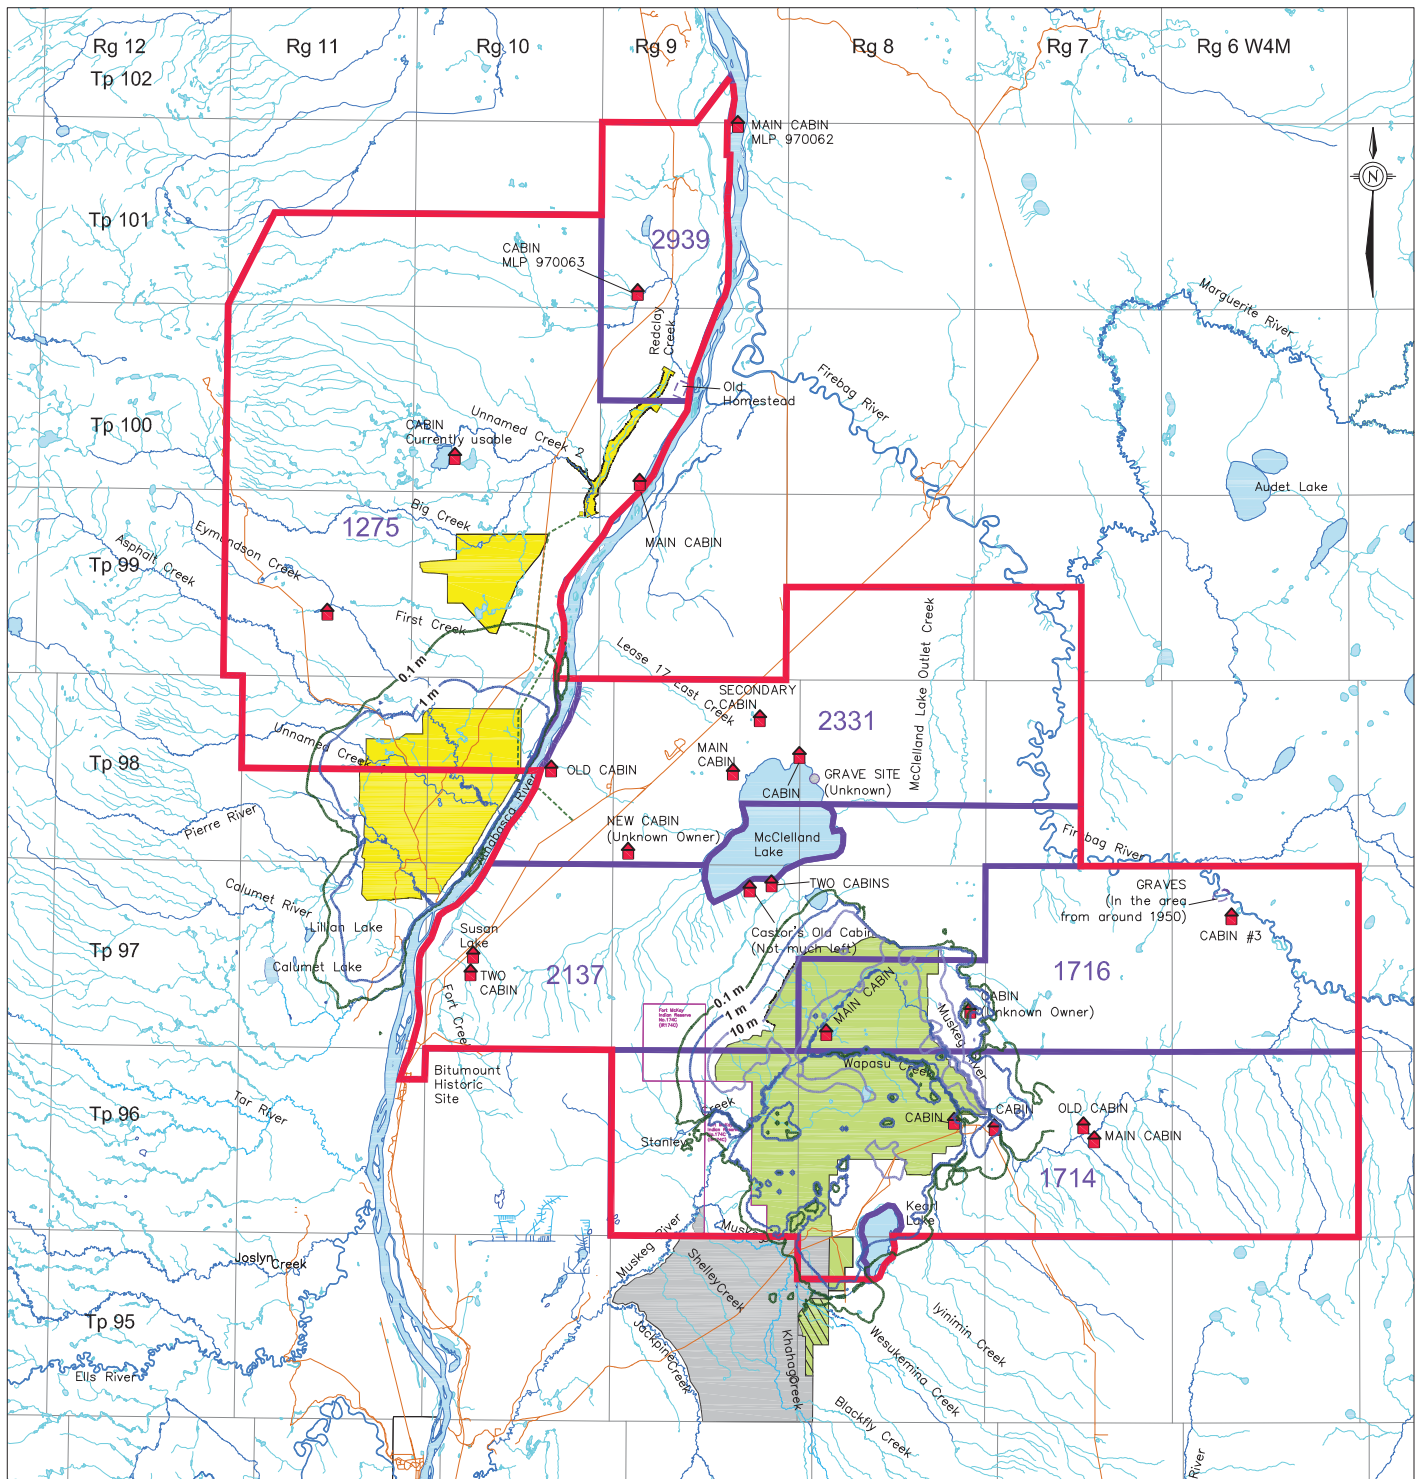 Rg 12
Rg 11
Rg 10
Rg 9
Rg 8
Rg 7
Rg 6 W4M
Tp 102
MAIN CABIN
MLP 970062
N
Tp 101
2939
CABIN
MLP 970063
Redclay
Creek
Marguerite River
Old
Homestead
Firebag River
Tp 100
CABIN
Currently usable
Unnamed Creek 2
Audet Lake
Big Creek
1275
MAIN CABIN
Eymundson Creek
Asphalt Creek
Tp 99
First Creek
0.1 m
1 m
Lease 17 East Creek
McClelland Lake Outlet Creek
SECONDARY
CABIN
2331
Unnamed Creek
Tp 98
MAIN
CABIN
OLD CABIN
CABIN
GRAVE SITE
(Unknown)
Athabasca River
Pierre River
NEW CABIN
(Unknown Owner)
McClelland
Lake
Firebag River
TWO CABINS
GRAVES
(In the area
from around 1950)
CABIN #3
Calumet River
Lillian Lake
Susan
Lake
Castor's Old Cabin
(Not much left)
Tp 97
Calumet Lake
TWO
CABIN
2137
1716
0.1 m
1 m
10 m
MAIN CABIN
CABIN
(Unknown Owner)
Muskeg River
Fort Creek
Fort McKay
Indian Reserve
No.174C
(IR174C)
Wapasu Creek
Bitumount
Historic
Site
Tar River
Tp 96
Creek
Stanley
CABIN
CABIN
OLD CABIN
MAIN CABIN
1714
Kearl
Lake
Muskeg River
Joslyn Creek
Shelley Creek
Tp 95
Jackpine Creek
Khahago Creek
Iyinimin Creek
Wesukemina Creek
Blackfly Creek
Ells River
River